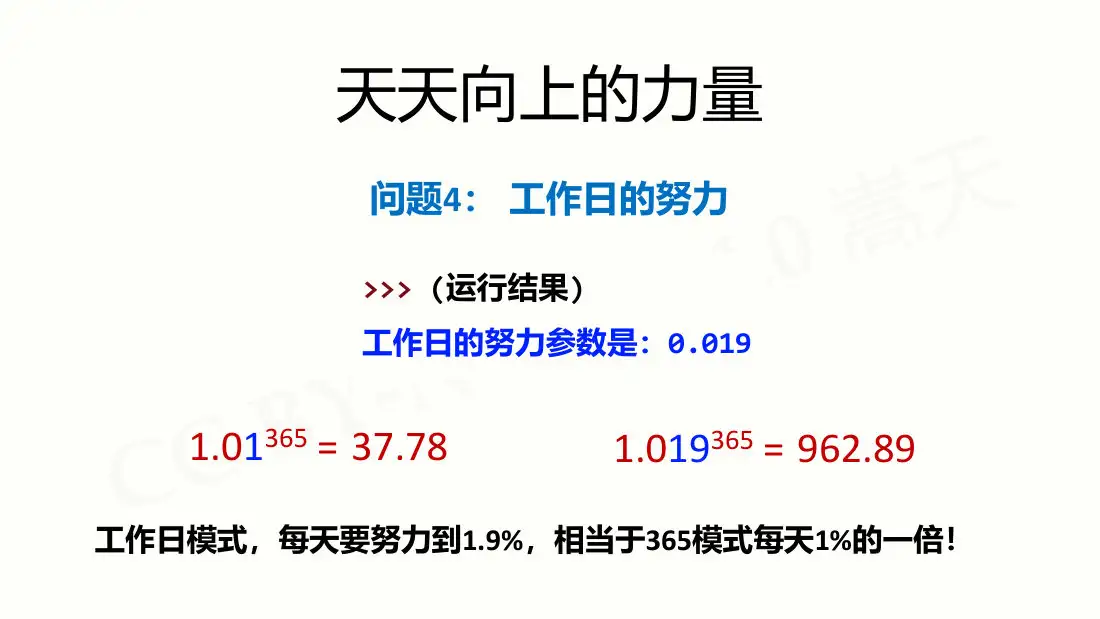 天天向上的力量
问题4： 工作日的努力
>>>（运行结果）
工作日的努力参数是：0.019
1.01³⁶⁵ = 37.78 1.019³⁶⁵ = 962.89
工作日模式，每天要努力到1.9%，相当于365模式每天1%的一倍！